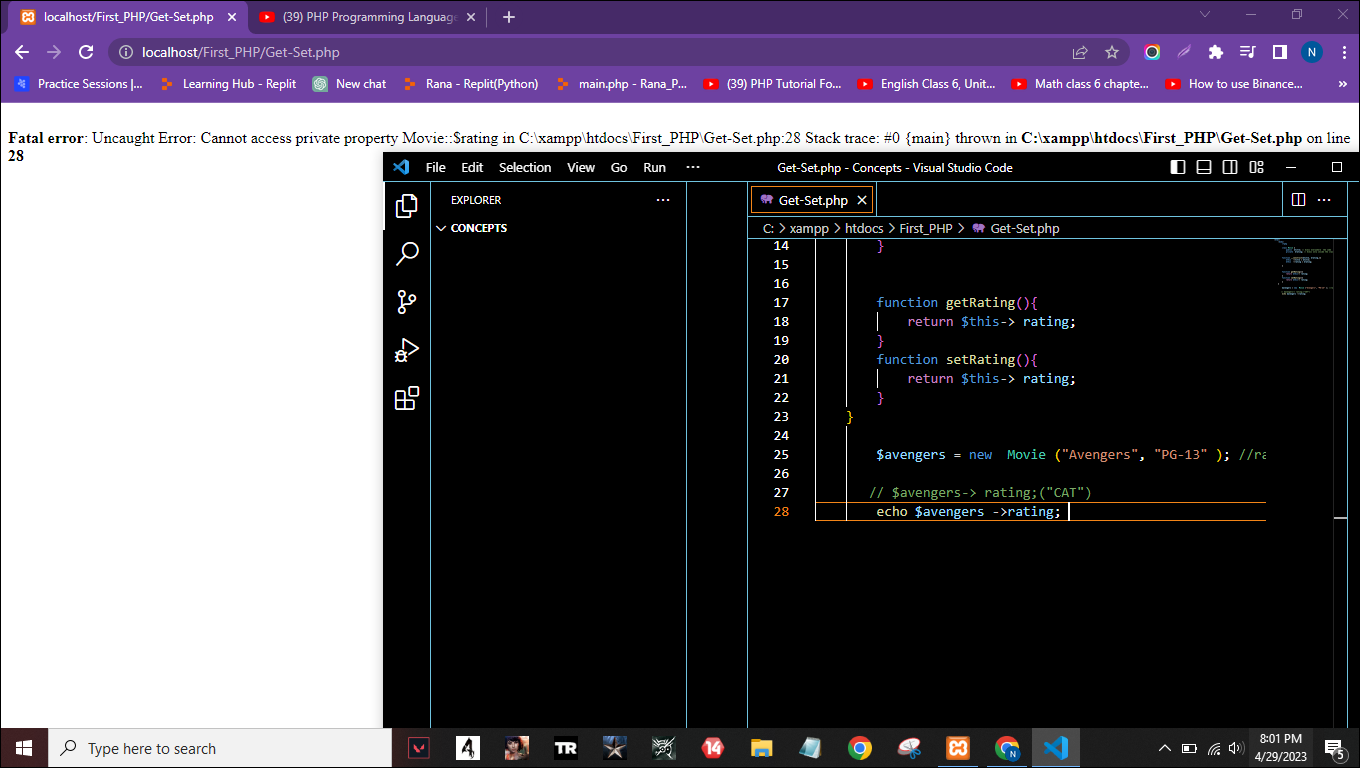 localhost/First_PHP/Get-Set.php
(39) PHP Programming Language
localhost/First_PHP/Get-Set.php
N
Practice Sessions |...
Learning Hub - Replit
New chat
Rana - Replit(Python)
main.php - Rana_P...
(39) PHP Tutorial Fo...
English Class 6, Unit...
Math class 6 chapte...
How to use Binance...
»
Fatal error: Uncaught Error: Cannot access private property Movie::$rating in C:\xampp\htdocs\First_PHP\Get-Set.php:28 Stack trace: #0 {main} thrown in C:\xampp\htdocs\First_PHP\Get-Set.php on line
28
File Edit Selection View Go Run ···
Get-Set.php - Concepts - Visual Studio Code
EXPLORER ···
CONCEPTS
Get-Set.php
···
C: > xampp > htdocs > First_PHP > Get-Set.php
14 }
15
16
17 function getRating(){
18 return $this-> rating;
19 }
20 function setRating(){
21 return $this-> rating;
22 }
23 }
24
25 $avengers = new  Movie ("Avengers", "PG-13" ); //ra
26
27 // $avengers-> rating;("CAT")
28 echo $avengers ->rating;
Type here to search
TR
14
N
8:01 PM
4/29/2023
5